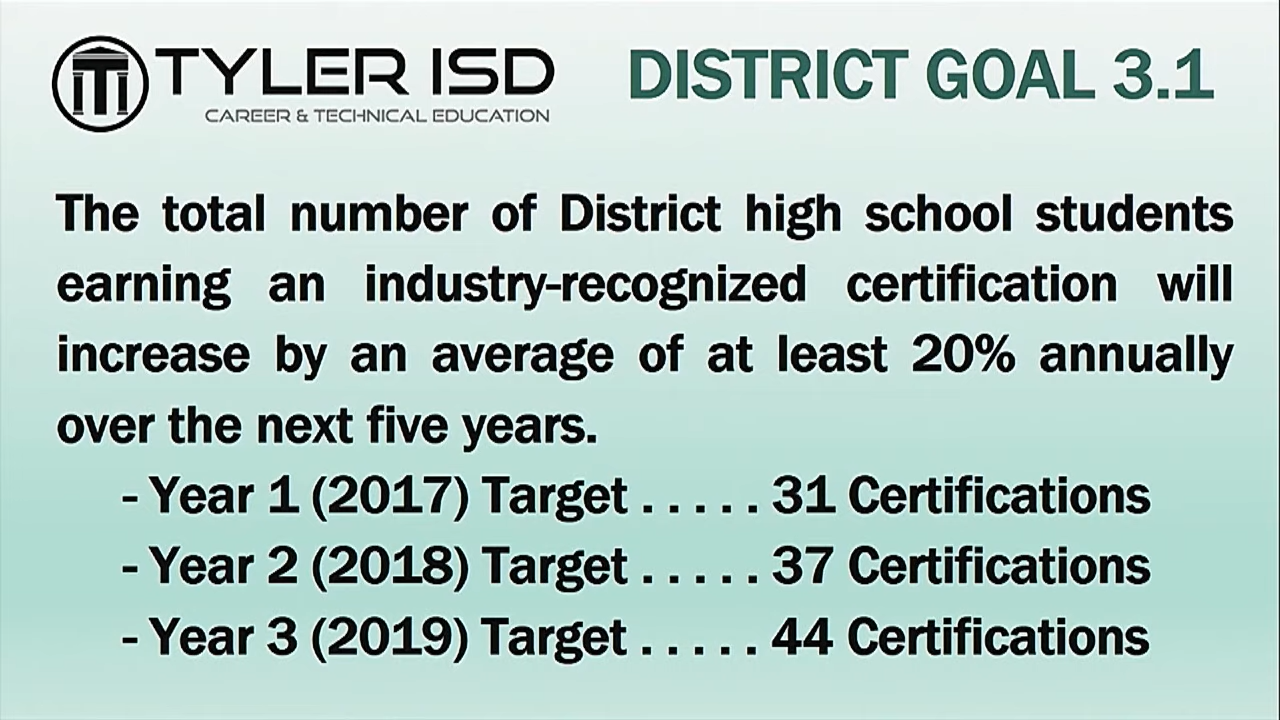 TYLER ISD
CAREER & TECHNICAL EDUCATION
DISTRICT GOAL 3.1
The total number of District high school students
earning an industry-recognized certification will
increase by an average of at least 20% annually
over the next five years.
- Year 1 (2017) Target . . . . . 31 Certifications
- Year 2 (2018) Target . . . . . 37 Certifications
- Year 3 (2019) Target . . . . . 44 Certifications